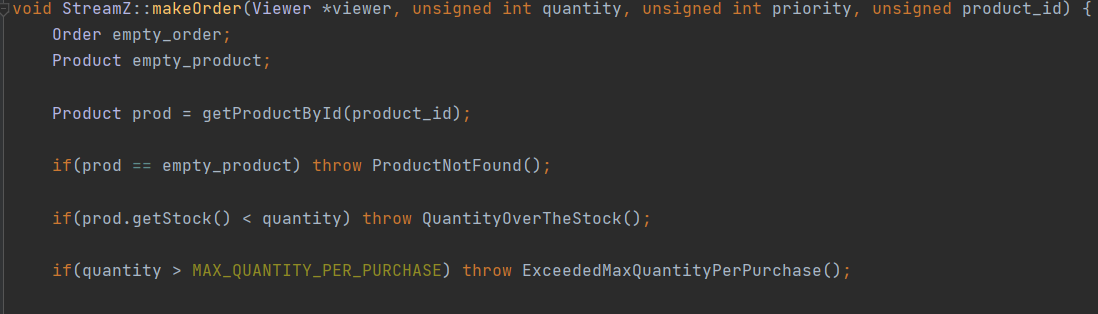 void StreamZ::makeOrder(Viewer *viewer, unsigned int quantity, unsigned int priority, unsigned product_id) {
    Order empty_order;
    Product empty_product;

    Product prod = getProductById(product_id);

    if(prod == empty_product) throw ProductNotFound();

    if(prod.getStock() < quantity) throw QuantityOverTheStock();

    if(quantity > MAX_QUANTITY_PER_PURCHASE) throw ExceededMaxQuantityPerPurchase();